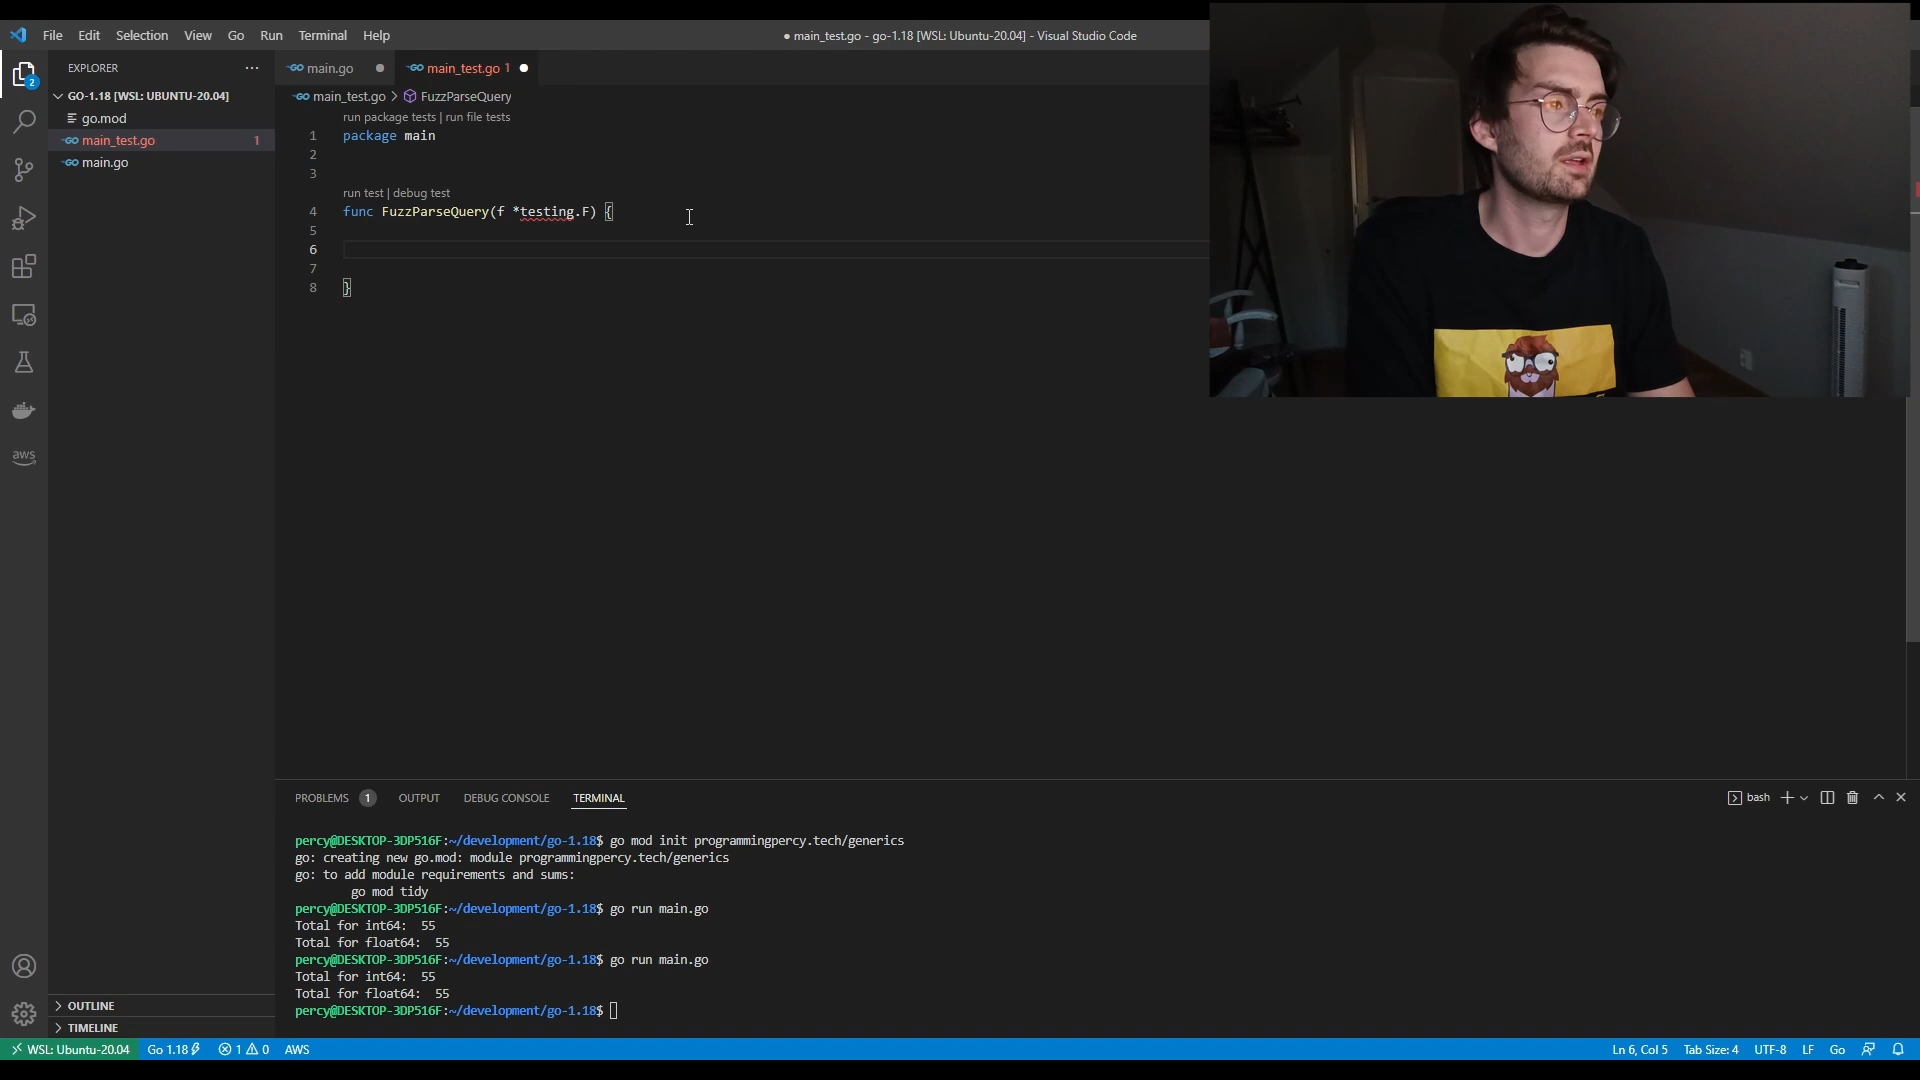 File Edit Selection View Go Run Terminal Help
● main_test.go - go-1.18 [WSL: Ubuntu-20.04] - Visual Studio Code
EXPLORER ...
main.go
main_test.go 1
GO-1.18 [WSL: UBUNTU-20.04]
go.mod
main_test.go 1
main.go
2
aws
main_test.go > FuzzParseQuery
run package tests | run file tests
1 package main
2
3
run test | debug test
4 func FuzzParseQuery(f *testing.F) {
5
6
7
8 }
PROBLEMS 1 OUTPUT DEBUG CONSOLE TERMINAL
bash
percy@DESKTOP-3DP516F:~/development/go-1.18$ go mod init programmingpercy.tech/generics
go: creating new go.mod: module programmingpercy.tech/generics
go: to add module requirements and sums:
go mod tidy
percy@DESKTOP-3DP516F:~/development/go-1.18$ go run main.go
Total for int64:  55
Total for float64:  55
percy@DESKTOP-3DP516F:~/development/go-1.18$ go run main.go
Total for int64:  55
Total for float64:  55
percy@DESKTOP-3DP516F:~/development/go-1.18$
OUTLINE
TIMELINE
WSL: Ubuntu-20.04 Go 1.18 1 0 AWS
Ln 6, Col 5 Tab Size: 4 UTF-8 LF Go